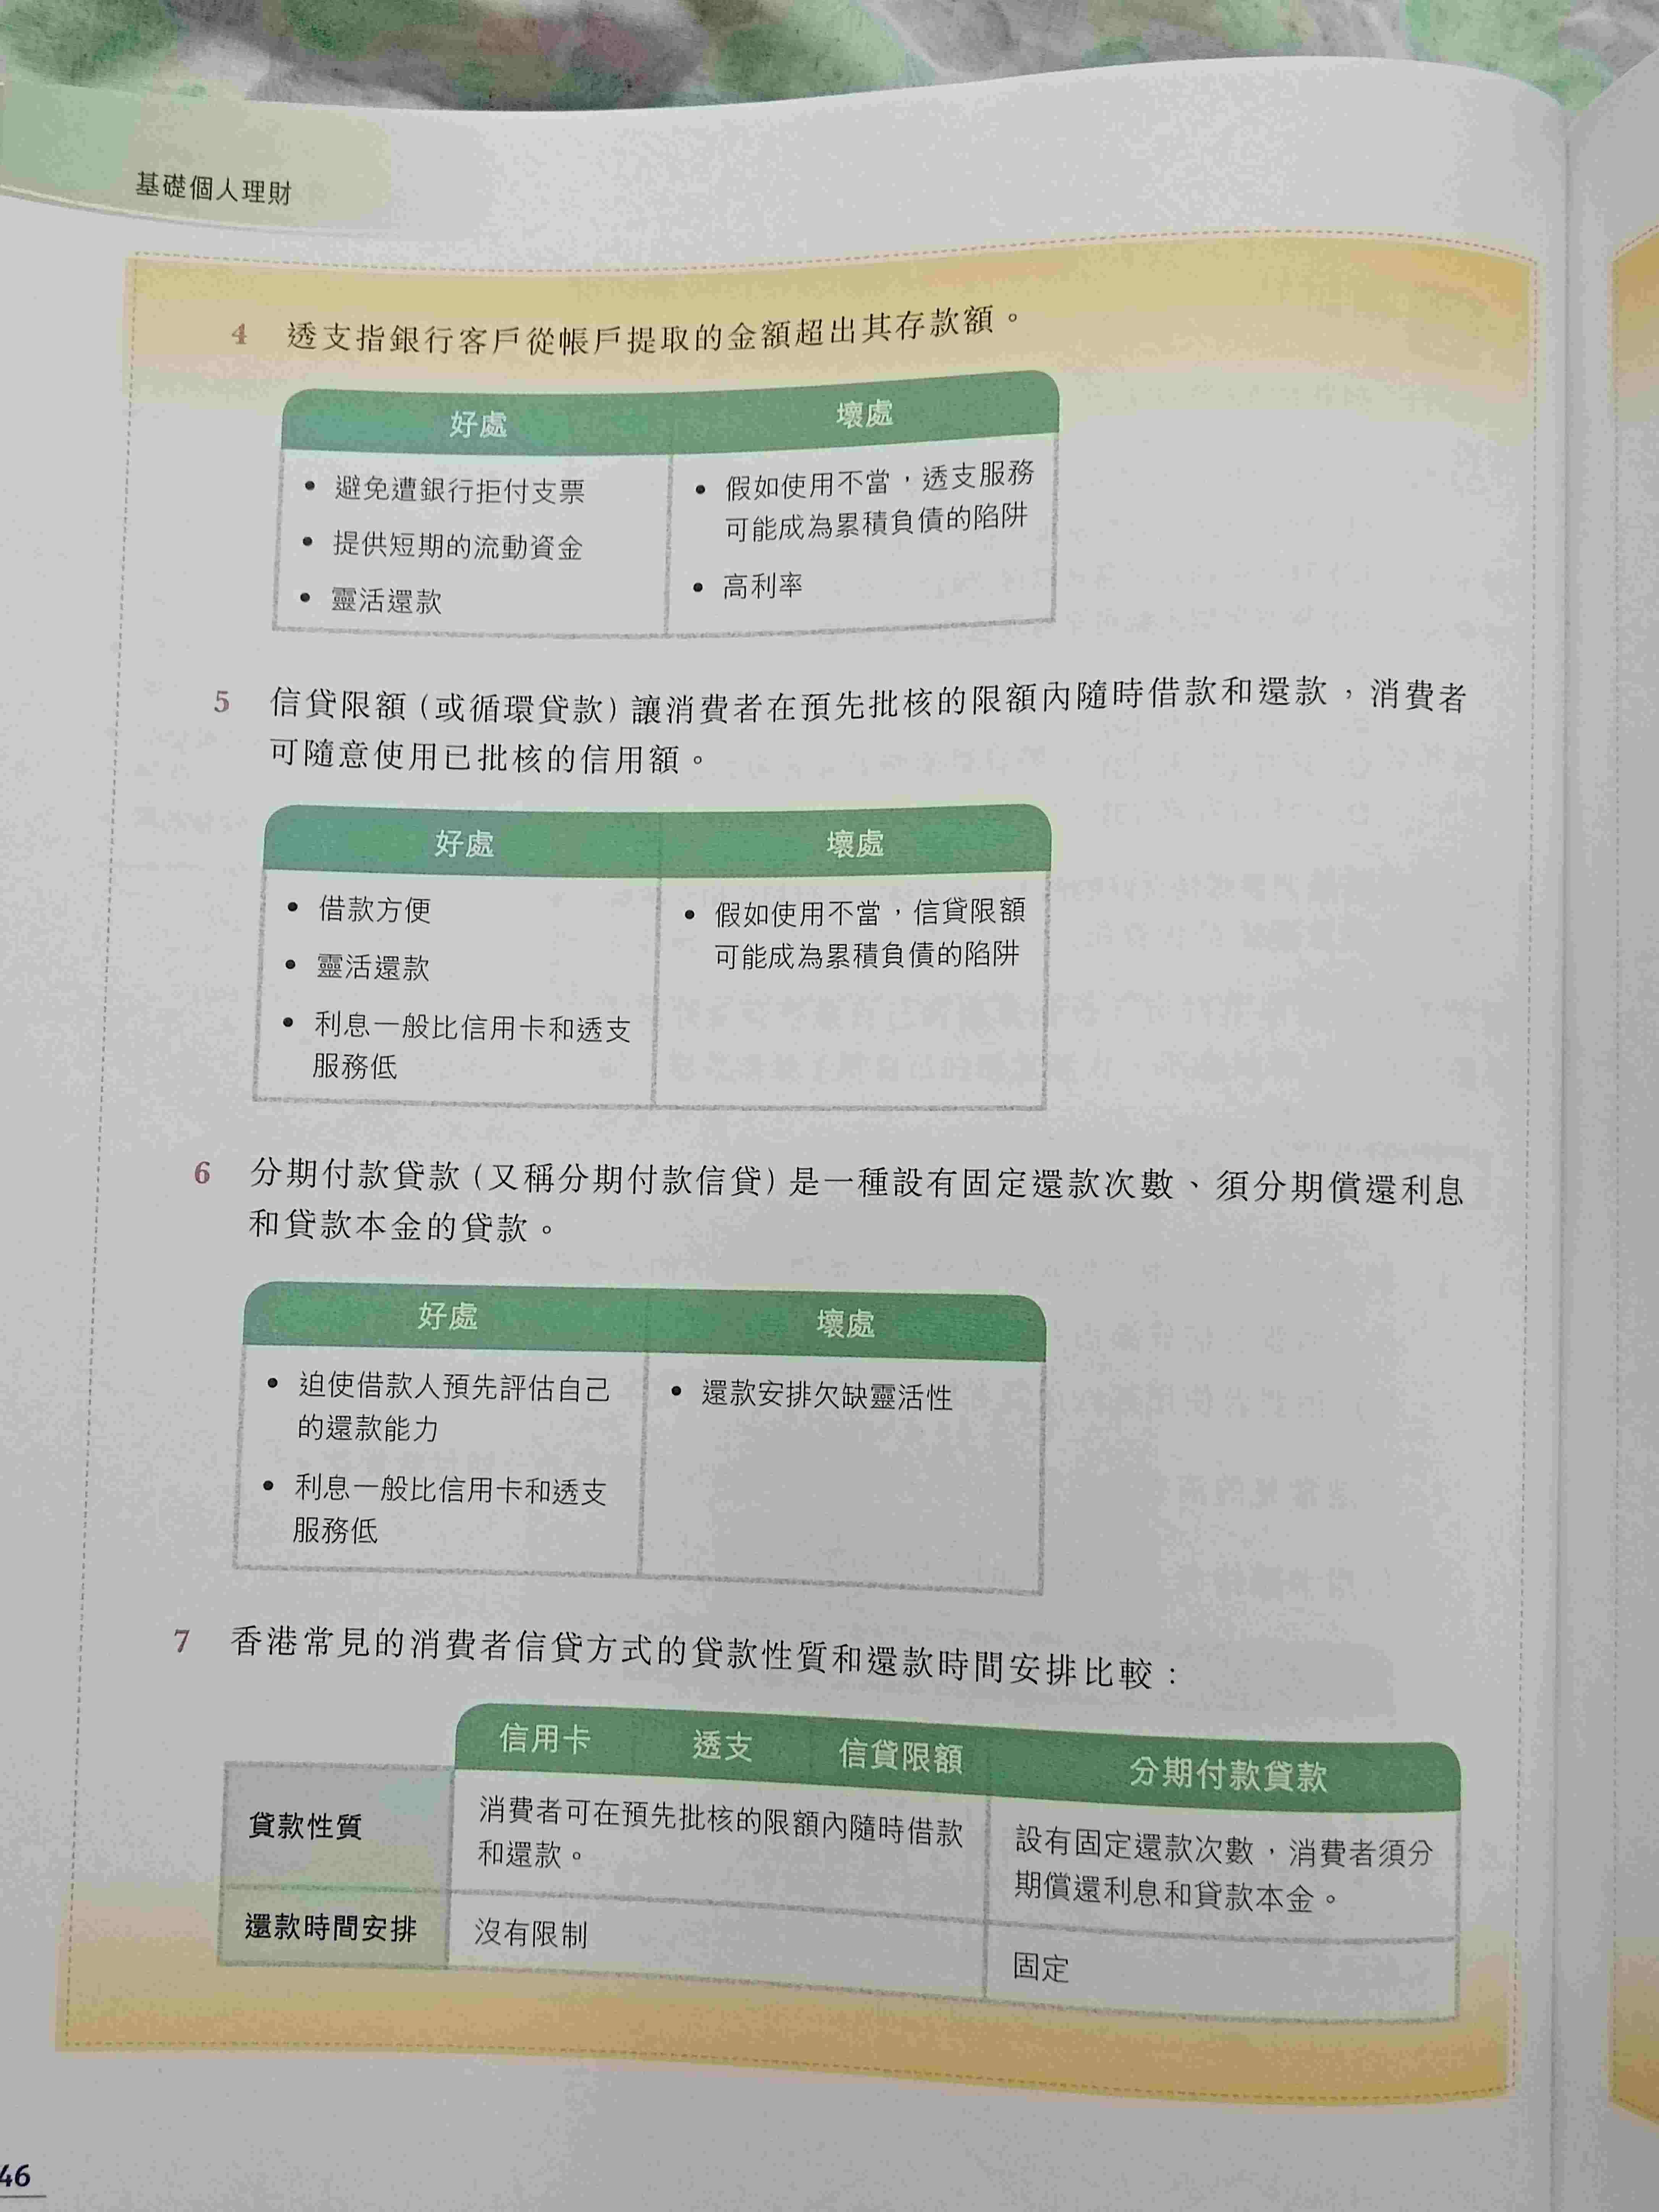 基礎個人理財
4 透支指銀行客戶從帳戶提取的金額超出其存款額。
好處 壞處
• 避免遭銀行拒付支票
• 提供短期的流動資金
• 靈活還款
• 假如使用不當，透支服務
可能成為累積負債的陷阱
• 高利率
5 信貸限額（或循環貸款）讓消費者在預先批核的限額內隨時借款和還款，消費者
可隨意使用已批核的信用額。
好處 壞處
• 借款方便
• 靈活還款
• 利息一般比信用卡和透支
服務低
• 假如使用不當，信貸限額
可能成為累積負債的陷阱
6 分期付款貸款（又稱分期付款信貸）是一種設有固定還款次數、須分期償還利息
和貸款本金的貸款。
好處 壞處
• 迫使借款人預先評估自己
的還款能力
• 利息一般比信用卡和透支
服務低
• 還款安排欠缺靈活性
7 香港常見的消費者信貸方式的貸款性質和還款時間安排比較：
信用卡 透支 信貸限額 分期付款貸款
貸款性質
消費者可在預先批核的限額內隨時借款
和還款。
設有固定還款次數，消費者須分
期償還利息和貸款本金。
還款時間安排 沒有限制 固定
46